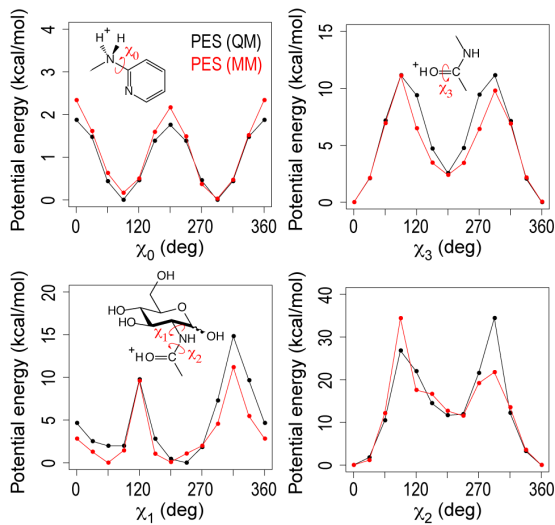 Potential energy (kcal/mol)
4
3
2
1
0
H+
H
N
χ0
N
PES (QM)
PES (MM)
0 120 240 360
χ0 (deg)
Potential energy (kcal/mol)
15
10
5
0
NH
+HO C
χ3
0 90 180 270 360
χ3 (deg)
Potential energy (kcal/mol)
20
15
10
5
0
OH
HO
O
HO
OH
χ1
NH
χ2
+HO C
0 120 270 360
χ1 (deg)
Potential energy (kcal/mol)
40
30
20
10
0
0 90 180 270 360
χ2 (deg)